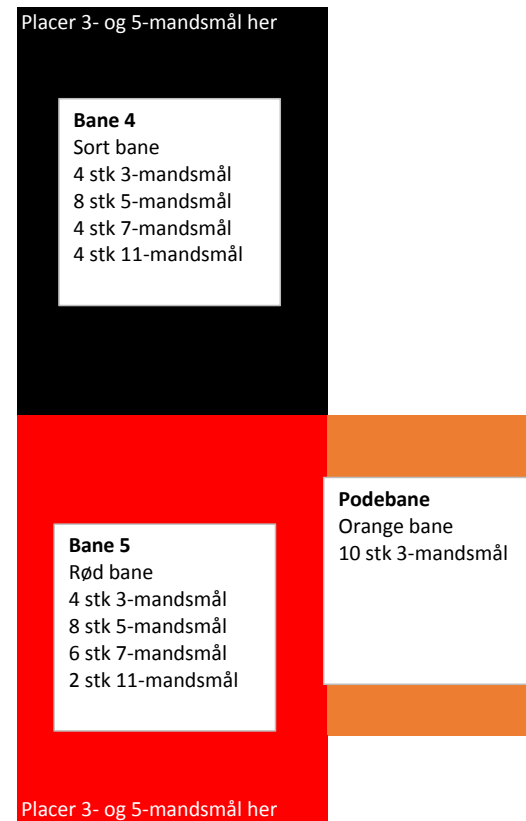 Placer 3- og 5-mandsmål her
Bane 4
Sort bane
4 stk 3-mandsmål
8 stk 5-mandsmål
4 stk 7-mandsmål
4 stk 11-mandsmål
Podebane
Orange bane
10 stk 3-mandsmål
Bane 5
Rød bane
4 stk 3-mandsmål
8 stk 5-mandsmål
6 stk 7-mandsmål
2 stk 11-mandsmål
Placer 3- og 5-mandsmål her